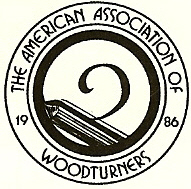 THE AMERICAN ASSOCIATION OF
19 86
WOODTURNERS